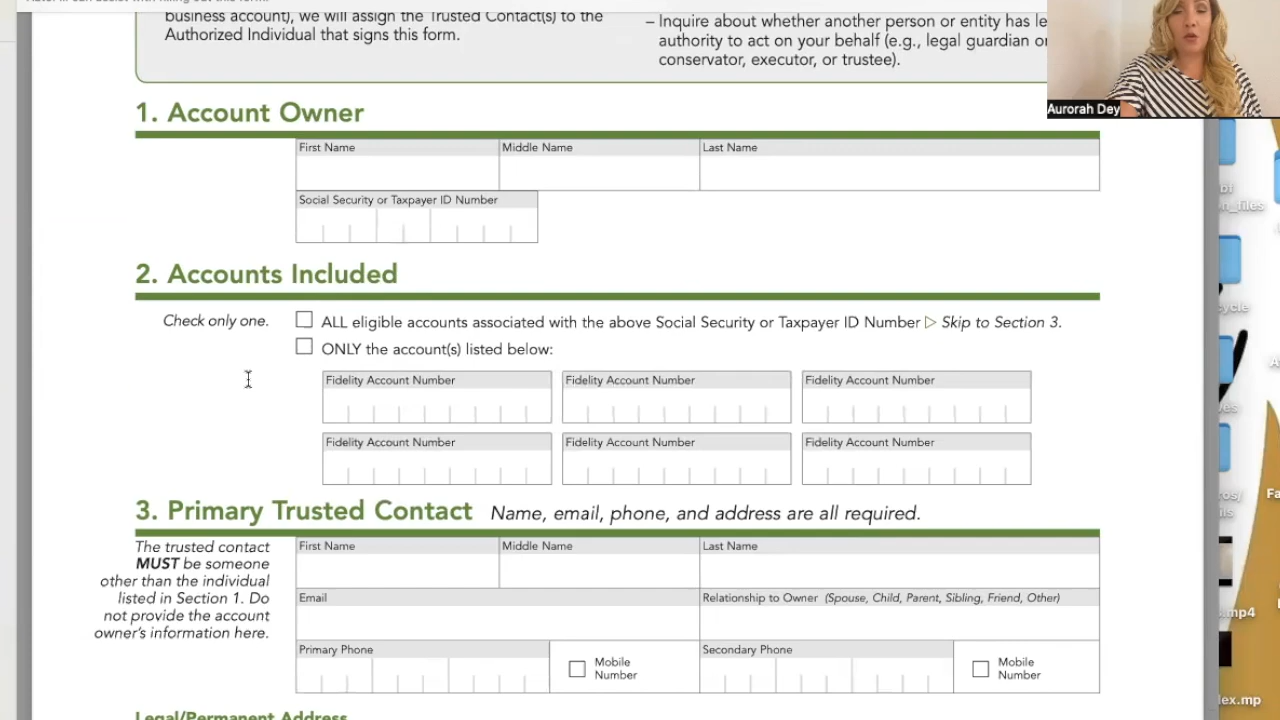 business account), we will assign the Trusted Contact(s) to the
Authorized Individual that signs this form.
– Inquire about whether another person or entity has
authority to act on your behalf (e.g., legal guardian
conservator, executor, or trustee).
Aurorah Dey
1. Account Owner
First Name Middle Name Last Name
Social Security or Taxpayer ID Number
2. Accounts Included
Check only one.
ALL eligible accounts associated with the above Social Security or Taxpayer ID Number ▷ Skip to Section 3.
ONLY the account(s) listed below:
Fidelity Account Number Fidelity Account Number Fidelity Account Number
Fidelity Account Number Fidelity Account Number Fidelity Account Number
3. Primary Trusted Contact Name, email, phone, and address are all required.
The trusted contact
MUST be someone
other than the individual
listed in Section 1. Do
not provide the account
owner's information here.
First Name Middle Name Last Name
Email Relationship to Owner (Spouse, Child, Parent, Sibling, Friend, Other)
Primary Phone Mobile
Number
Secondary Phone Mobile
Number
Legal/Permanent Address